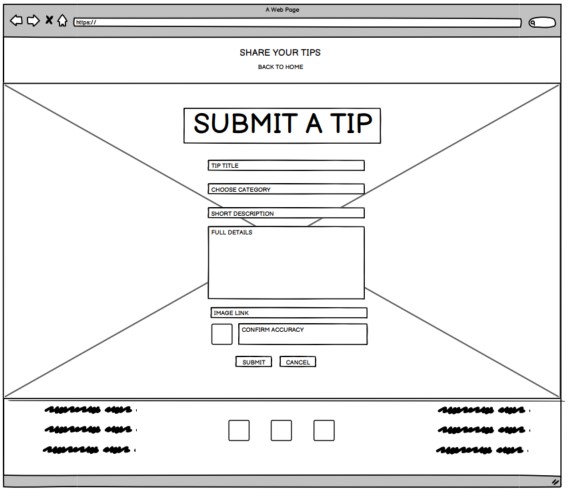 A Web Page
https://
SHARE YOUR TIPS
BACK TO HOME
SUBMIT A TIP
TIP TITLE
CHOOSE CATEGORY
SHORT DESCRIPTION
FULL DETAILS
IMAGE LINK
CONFIRM ACCURACY
SUBMIT
CANCEL